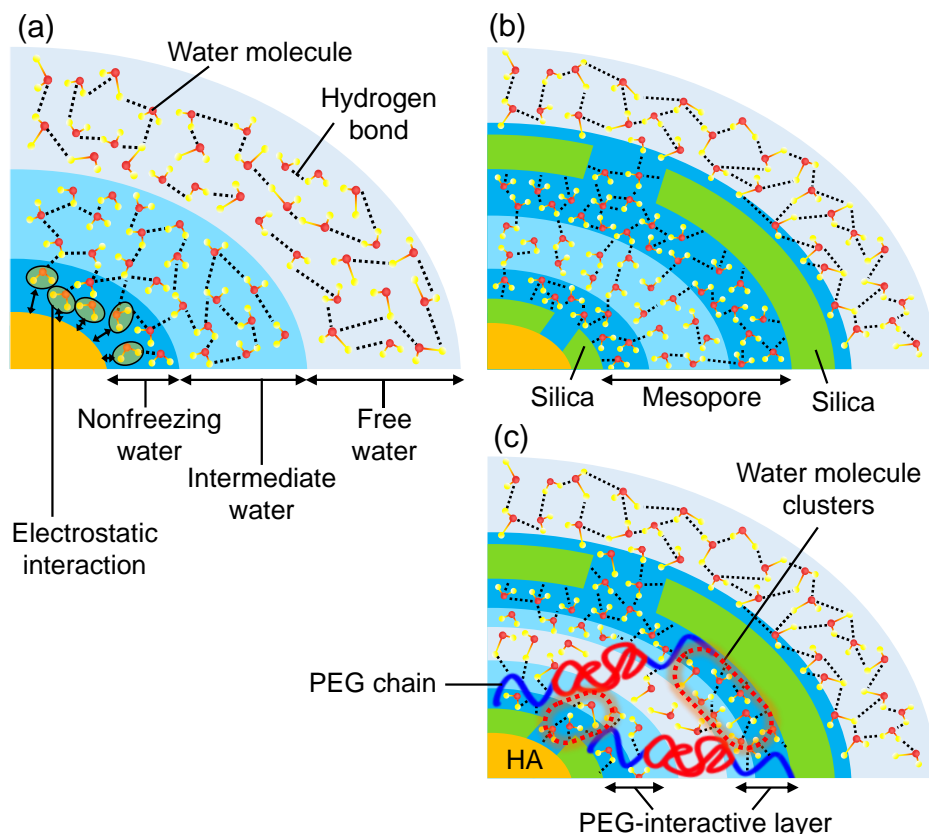 (a)
Water molecule
Hydrogen
bond
Nonfreezing
water
Intermediate
water
Free
water
Electrostatic
interaction
(b)
Silica
Mesopore
Silica
(c)
Water molecule
clusters
PEG chain
HA
PEG-interactive layer